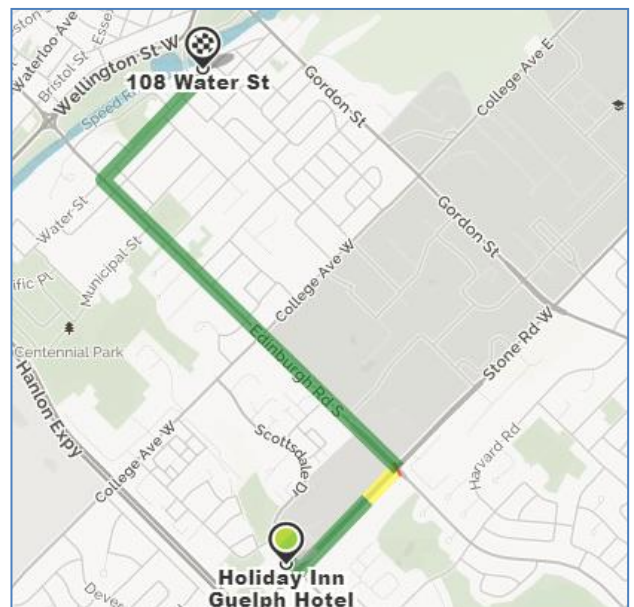 Waterloo Ave
Essex
Bristol St
Wellington St W
108 Water St
Speed R
Gordon St
College Ave E
Water St
Municipal St
ific Pl
College Ave W
Gordon St
Centennial Park
Edinburgh Rd S
Stone Rd W
Hanlon Expy
Scottsdale Dr
Harvard Rd
College Ave W
Holiday Inn
Guelph Hotel